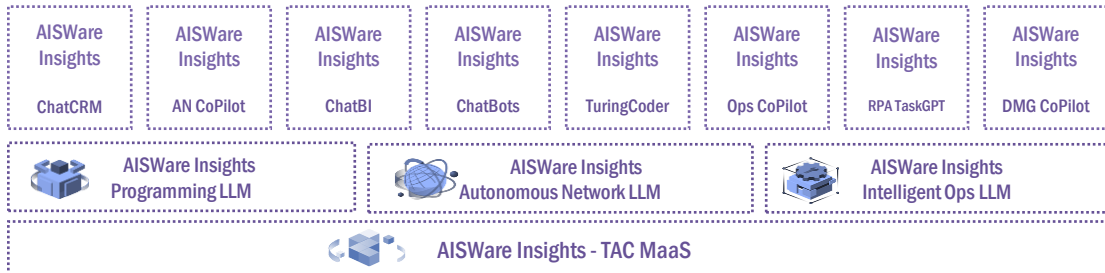 AISWare
Insights
ChatCRM
AISWare
Insights
AN CoPilot
AISWare
Insights
ChatBI
AISWare
Insights
ChatBots
AISWare
Insights
TuringCoder
AISWare
Insights
Ops CoPilot
AISWare
Insights
RPA TaskGPT
AISWare
Insights
DMG CoPilot
AISWare Insights
Programming LLM
AISWare Insights
Autonomous Network LLM
AISWare Insights
Intelligent Ops LLM
AISWare Insights - TAC MaaS